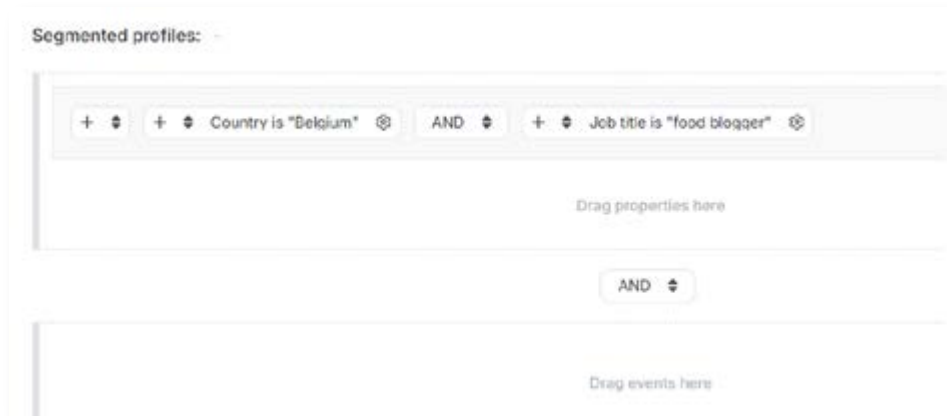 Segmented profiles: -
+ + Country is "Belgium" AND + Job title is "food blogger"
Drag properties here
AND
Drag events here